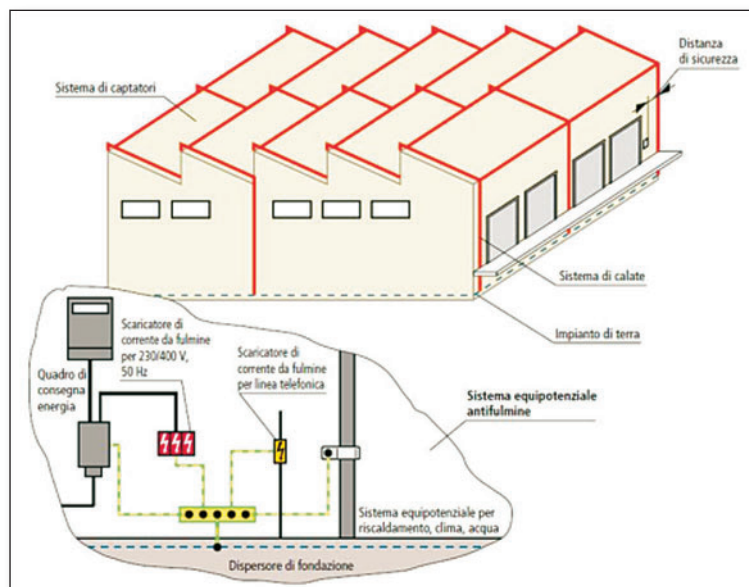 Distanza
di sicurezza
Sistema di captatori
Sistema di calate
Impianto di terra
Scaricatore di
corrente da fulmine
per 230/400 V,
50 Hz
Quadro di
consegna
energia
Scaricatore di
corrente da fulmine
per linea telefonica
Sistema equipotenziale
antifulmine
Sistema equipotenziale per
riscaldamento, clima, acqua
Dispersore di fondazione